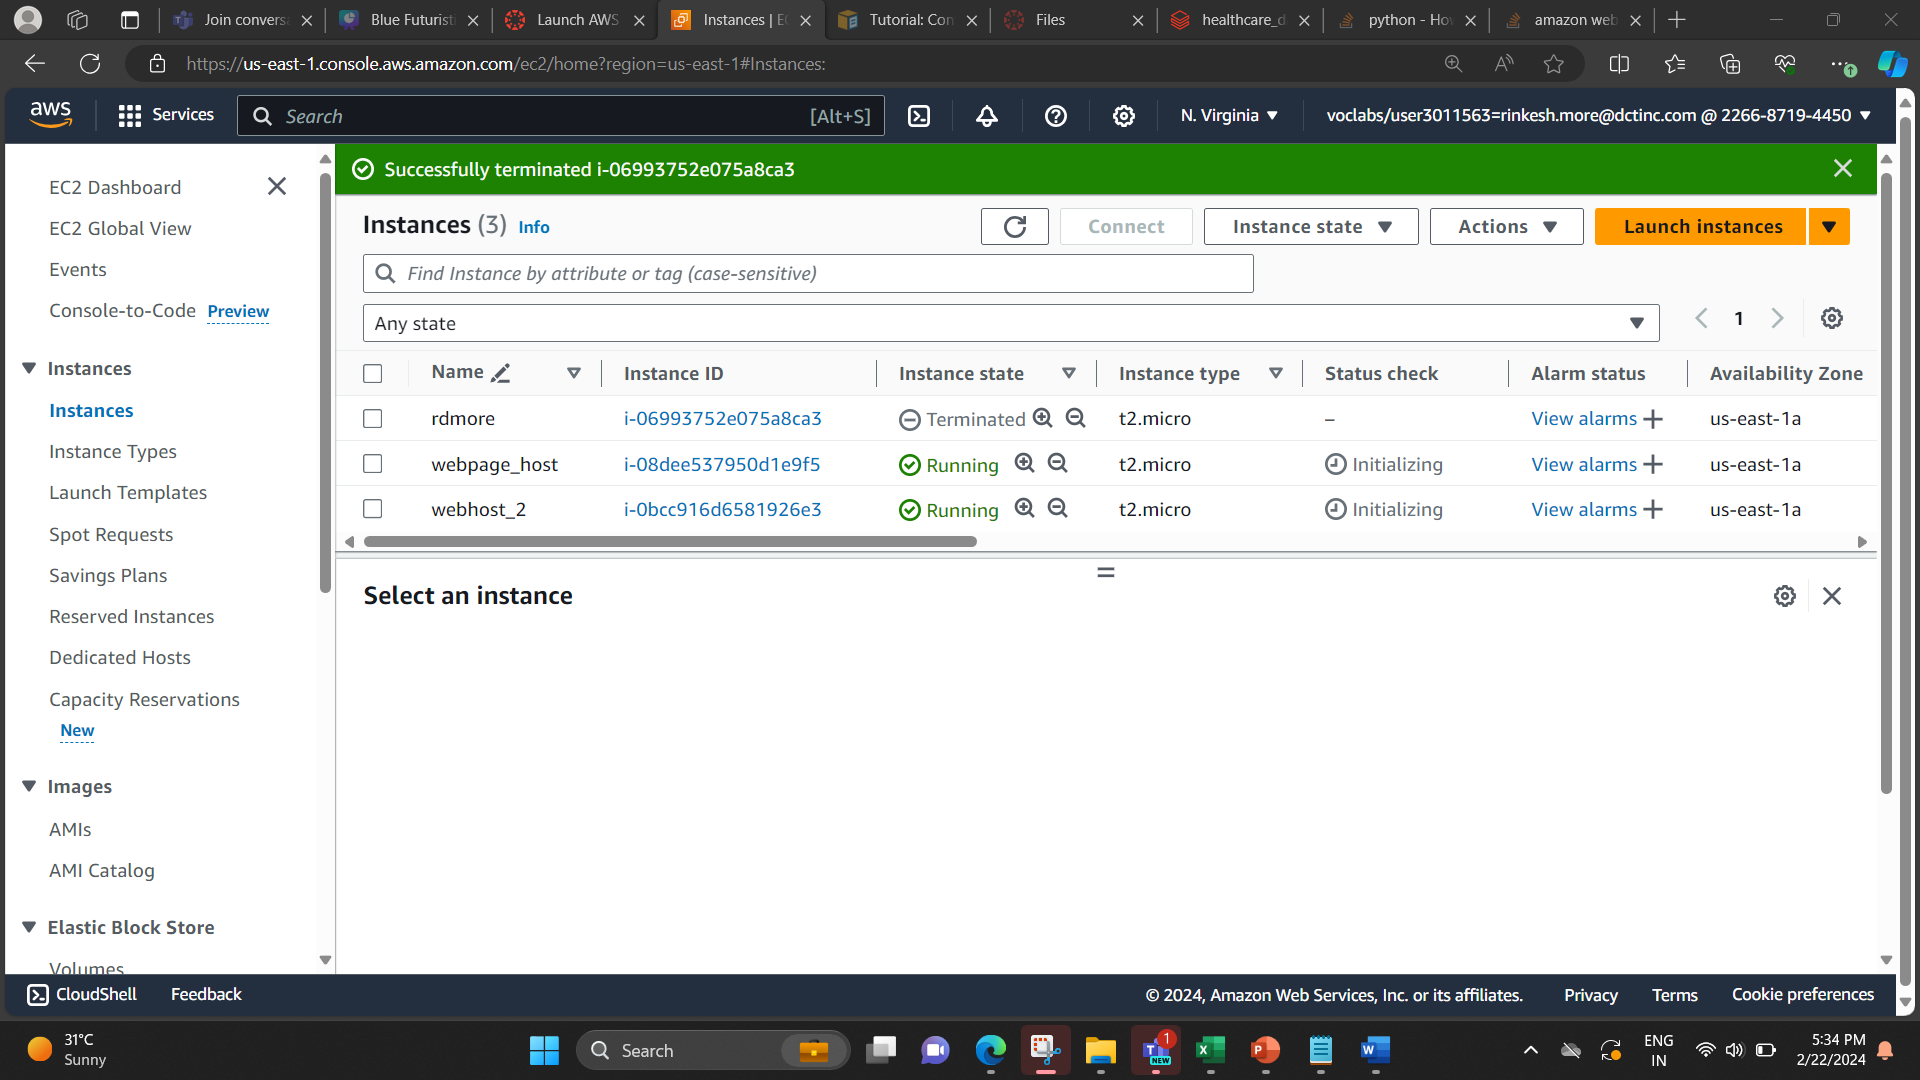 Join conversa
Blue Futuristi
Launch AWS
Instances | EC
Tutorial: Con
Files
healthcare_d
python - Ho
amazon web
https://us-east-1.console.aws.amazon.com/ec2/home?region=us-east-1#Instances:
aws
Services
Search
[Alt+S]
N. Virginia
voclabs/user3011563=rinkesh.more@dctinc.com @ 2266-8719-4450
EC2 Dashboard
EC2 Global View
Events
Console-to-Code Preview
Instances
Instances
Instance Types
Launch Templates
Spot Requests
Savings Plans
Reserved Instances
Dedicated Hosts
Capacity Reservations
New
Images
AMIs
AMI Catalog
Elastic Block Store
Volumes
Successfully terminated i-06993752e075a8ca3
Instances (3) Info
Connect
Instance state
Actions
Launch instances
Find Instance by attribute or tag (case-sensitive)
Any state
1
Name Instance ID Instance state Instance type Status check Alarm status Availability Zone
rdmore i-06993752e075a8ca3 Terminated t2.micro – View alarms + us-east-1a
webpage_host i-08dee537950d1e9f5 Running t2.micro Initializing View alarms + us-east-1a
webhost_2 i-0bcc916d6581926e3 Running t2.micro Initializing View alarms + us-east-1a
Select an instance
CloudShell
Feedback
© 2024, Amazon Web Services, Inc. or its affiliates.
Privacy
Terms
Cookie preferences
31°C
Sunny
Search
1
NEW
ENG
IN
5:34 PM
2/22/2024